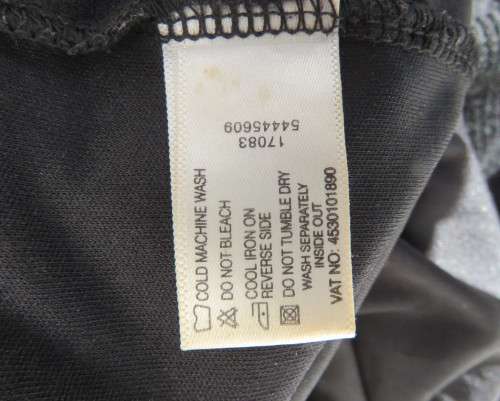 17083
54445609
COLD MACHINE WASH
DO NOT BLEACH
COOL IRON ON
REVERSE SIDE
DO NOT TUMBLE DRY
WASH SEPARATELY
INSIDE OUT
VAT NO: 4530101890